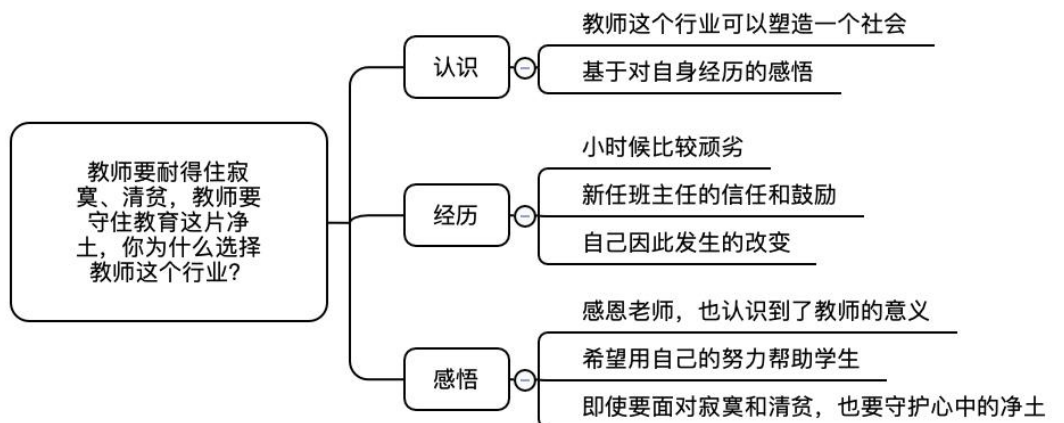 教师要耐得住寂
寞、清贫，教师要
守住教育这片净
土，你为什么选择
教师这个行业？
认识
教师这个行业可以塑造一个社会
基于对自身经历的感悟
经历
小时候比较顽劣
新任班主任的信任和鼓励
自己因此发生的改变
感悟
感恩老师，也认识到了教师的意义
希望用自己的努力帮助学生
即使要面对寂寞和清贫，也要守护心中的净土